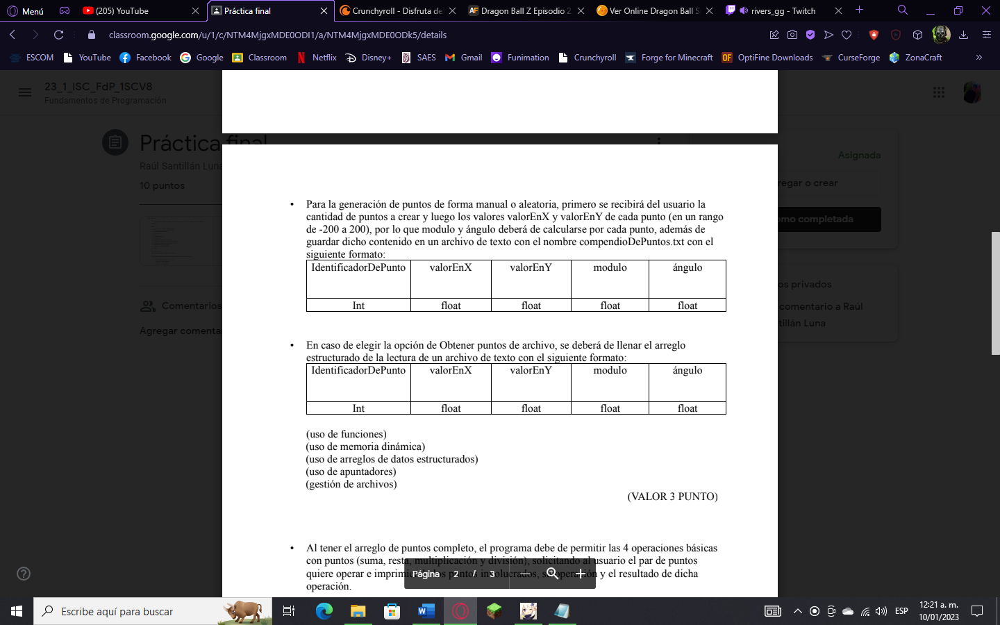 Menú
(205) YouTube
Práctica final
Crunchyroll - Disfruta de
Dragon Ball Z Episodio 2
Ver Online Dragon Ball S
rivers_gg - Twitch
classroom.google.com/u/1/c/NTM4MjgxMDE0ODI1/a/NTM4MjgxMDE0ODk5/details
ESCOM
YouTube
Facebook
Google
Classroom
Netflix
Disney+
SAES
Gmail
Funimation
Crunchyroll
Forge for Minecraft
OptiFine Downloads
CurseForge
ZonaCraft
23_1_ISC_FdP_1SCV8
Fundamentos de Programación
Práctica final
Raúl Santillán Luna
10 puntos
Asignada
regar o crear
omo completada
Comentarios
Agregar comenta
os privados
comentario a Raúl
tillán Luna
• Para la generación de puntos de forma manual o aleatoria, primero se recibirá del usuario la
cantidad de puntos a crear y luego los valores valorEnX y valorEnY de cada punto (en un rango
de -200 a 200), por lo que modulo y ángulo deberá de calcularse por cada punto, además de
guardar dicho contenido en un archivo de texto con el nombre compendioDePuntos.txt con el
siguiente formato:
IdentificadorDePunto valorEnX valorEnY modulo ángulo
Int float float float float
• En caso de elegir la opción de Obtener puntos de archivo, se deberá de llenar el arreglo
estructurado de la lectura de un archivo de texto con el siguiente formato:
IdentificadorDePunto valorEnX valorEnY modulo ángulo
Int float float float float
(uso de funciones)
(uso de memoria dinámica)
(uso de arreglos de datos estructurados)
(uso de apuntadores)
(gestión de archivos)
(VALOR 3 PUNTO)
• Al tener el arreglo de puntos completo, el programa debe de permitir las 4 operaciones básicas
con puntos (suma, resta, multiplicación y división), solicitando al usuario el par de puntos
quiere operar e imprimiendo los puntos involucrados, su operación y el resultado de dicha
operación.
Página 2 / 3
Escribe aquí para buscar
ESP
12:21 a. m.
10/01/2023